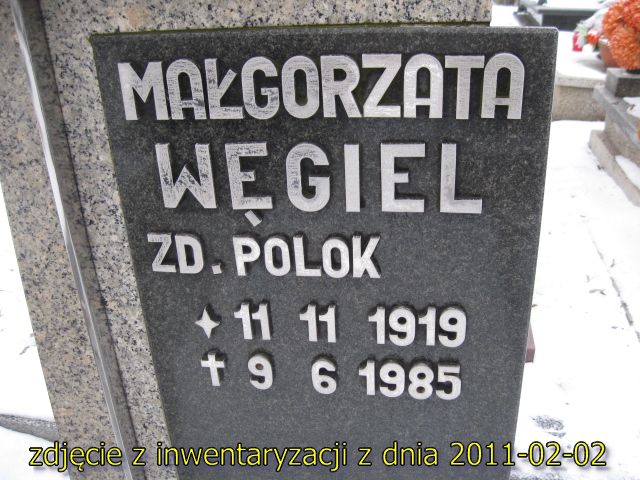 MAŁGORZATA
WĘGIEL
ZD. POLOK
11 11 1919
✝ 9 6 1985
zdjęcie z inwentaryzacji z dnia 2011-02-02